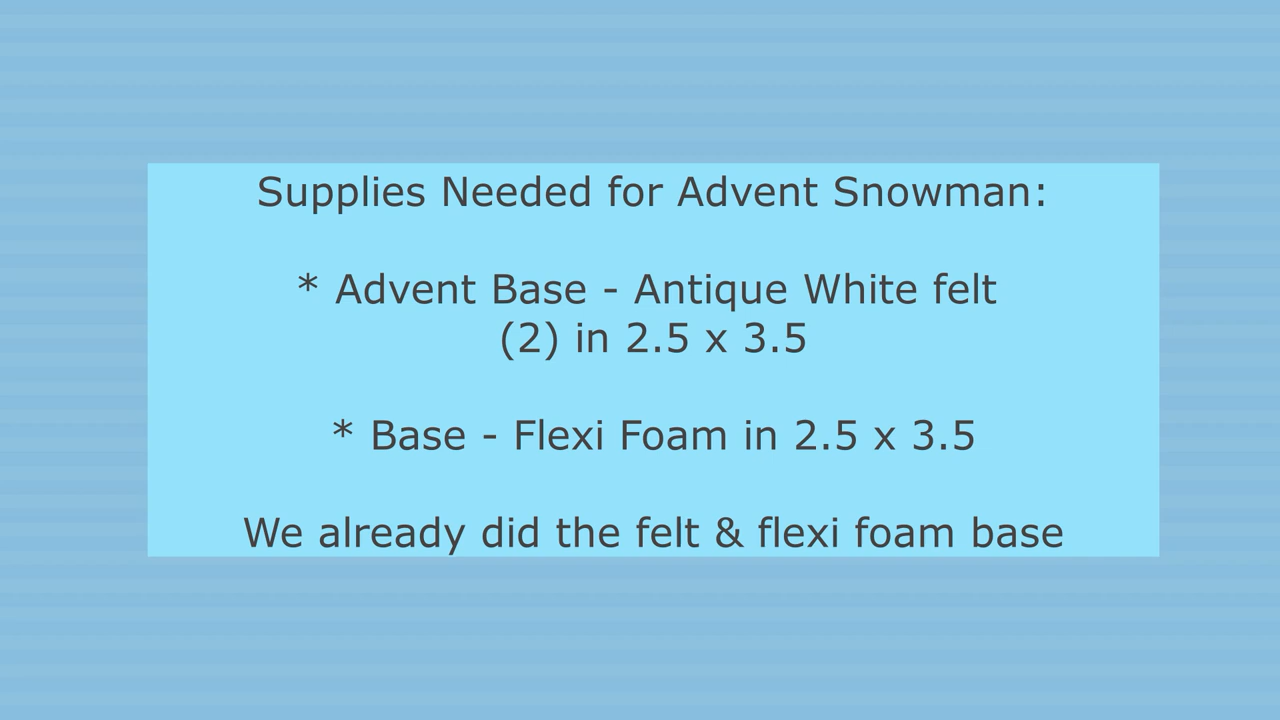 Supplies Needed for Advent Snowman:
* Advent Base - Antique White felt
(2) in 2.5 x 3.5
* Base - Flexi Foam in 2.5 x 3.5
We already did the felt & flexi foam base